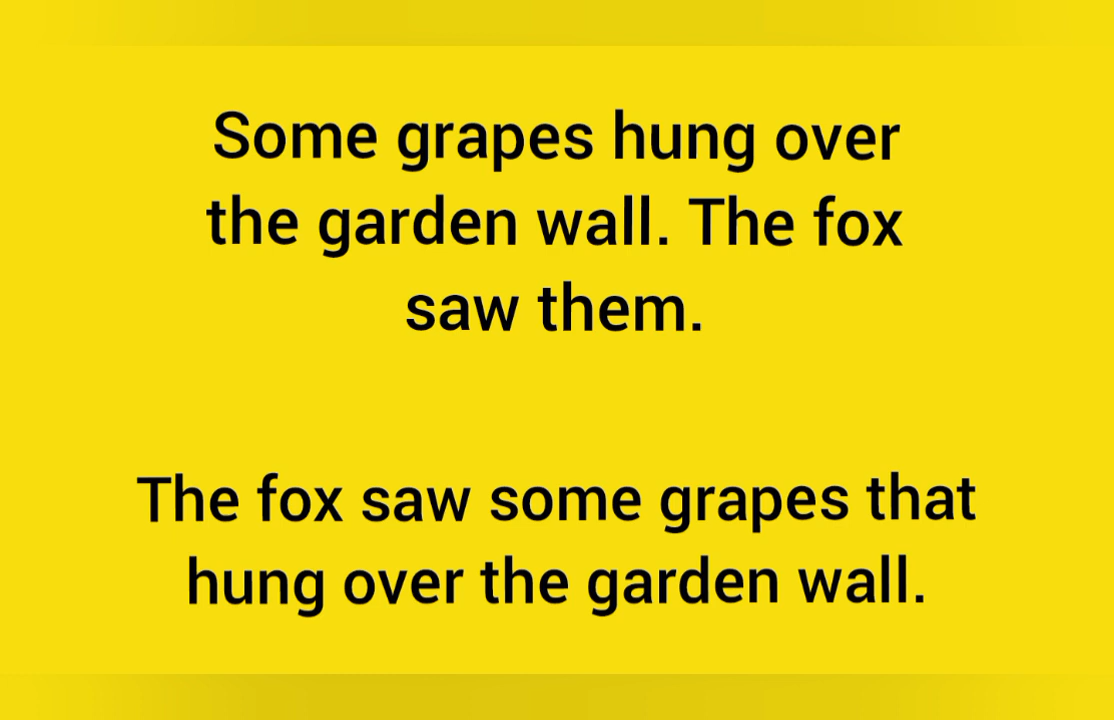 Some grapes hung over
the garden wall. The fox
saw them.
The fox saw some grapes that
hung over the garden wall.